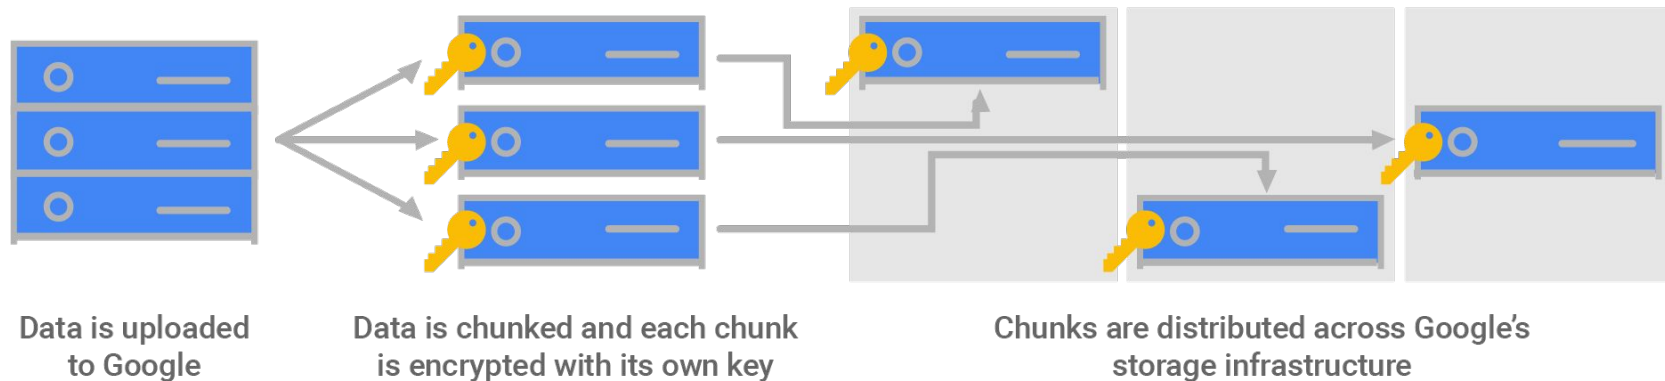 Data is uploaded
to Google
Data is chunked and each chunk
is encrypted with its own key
Chunks are distributed across Google’s
storage infrastructure